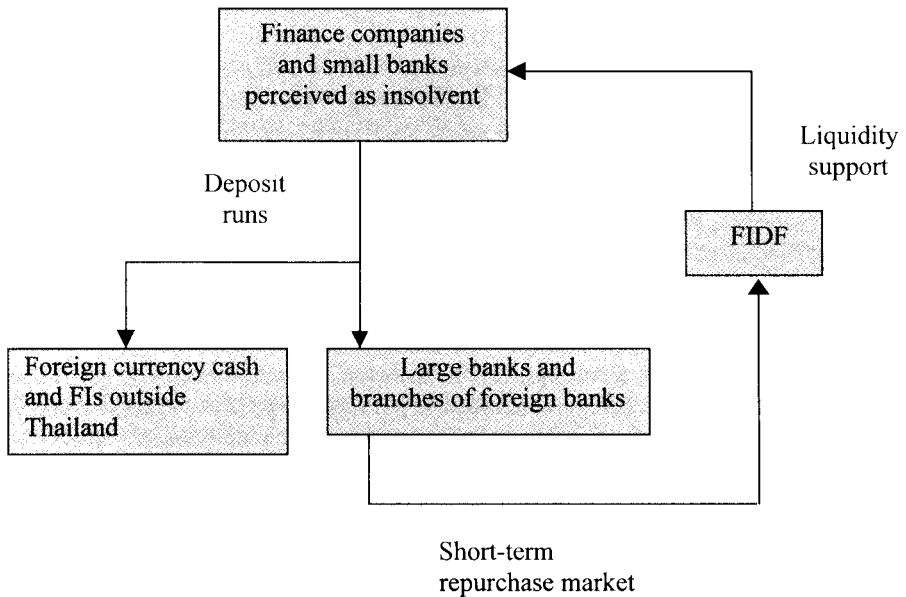 Finance companies
and small banks
perceived as insolvent
Liquidity
support
Deposit
runs
FIDF
Foreign currency cash
and FIs outside
Thailand
Large banks and
branches of foreign banks
Short-term
repurchase market